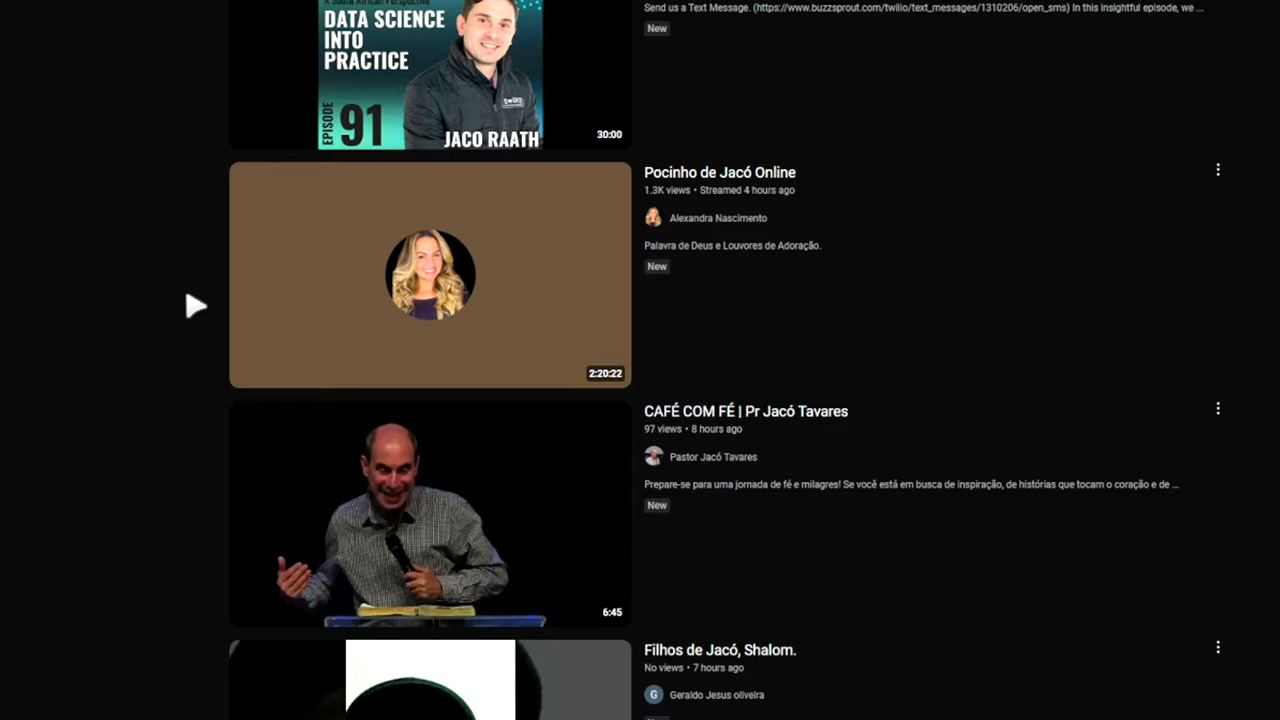 A South African Perspective
DATA SCIENCE
INTO
PRACTICE
EPISODE
91
SWiftX
JACO RAATH
30:00
Send us a Text Message. (https://www.buzzsprout.com/twilio/text_messages/1310206/open_sms) In this insightful episode, we ...
New
Pocinho de Jacó Online
1.3K views • Streamed 4 hours ago
Alexandra Nascimento
Palavra de Deus e Louvores de Adoração.
New
2:20:22
CAFÉ COM FÉ | Pr Jacó Tavares
97 views • 8 hours ago
Pastor Jacó Tavares
Prepare-se para uma jornada de fé e milagres! Se você está em busca de inspiração, de histórias que tocam o coração e de ...
New
6:45
Filhos de Jacó, Shalom.
No views • 7 hours ago
G
Geraldo Jesus oliveira